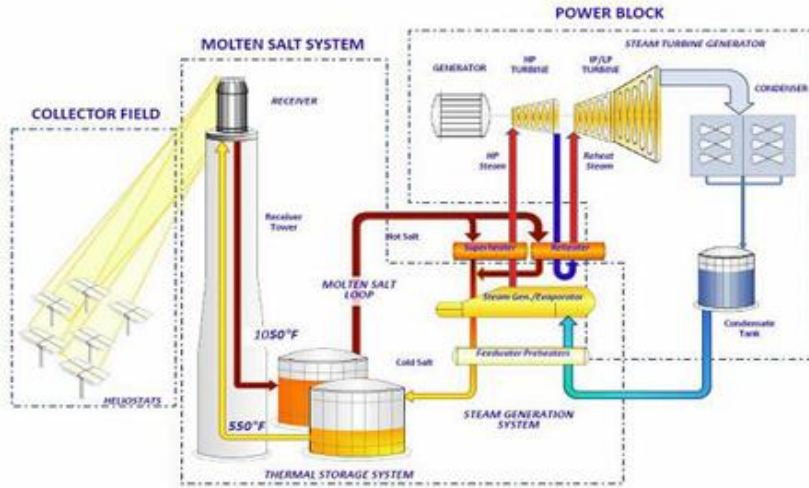 POWER BLOCK
MOLTEN SALT SYSTEM
STEAM TURBINE GENERATOR
GENERATOR
HP
TURBINE
IP/LP
TURBINE
CONDENSER
RECEIVER
COLLECTOR FIELD
HP
Steam
Reheat
Steam
Receiver
Tower
Hot Salt
Superheater
Reheater
MOLTEN SALT
LOOP
Steam Gen./Evaporator
1050°F
Condensate
Tank
Cold Salt
Feedwater Preheaters
HELIOSTATS
550°F
STEAM GENERATION
SYSTEM
THERMAL STORAGE SYSTEM